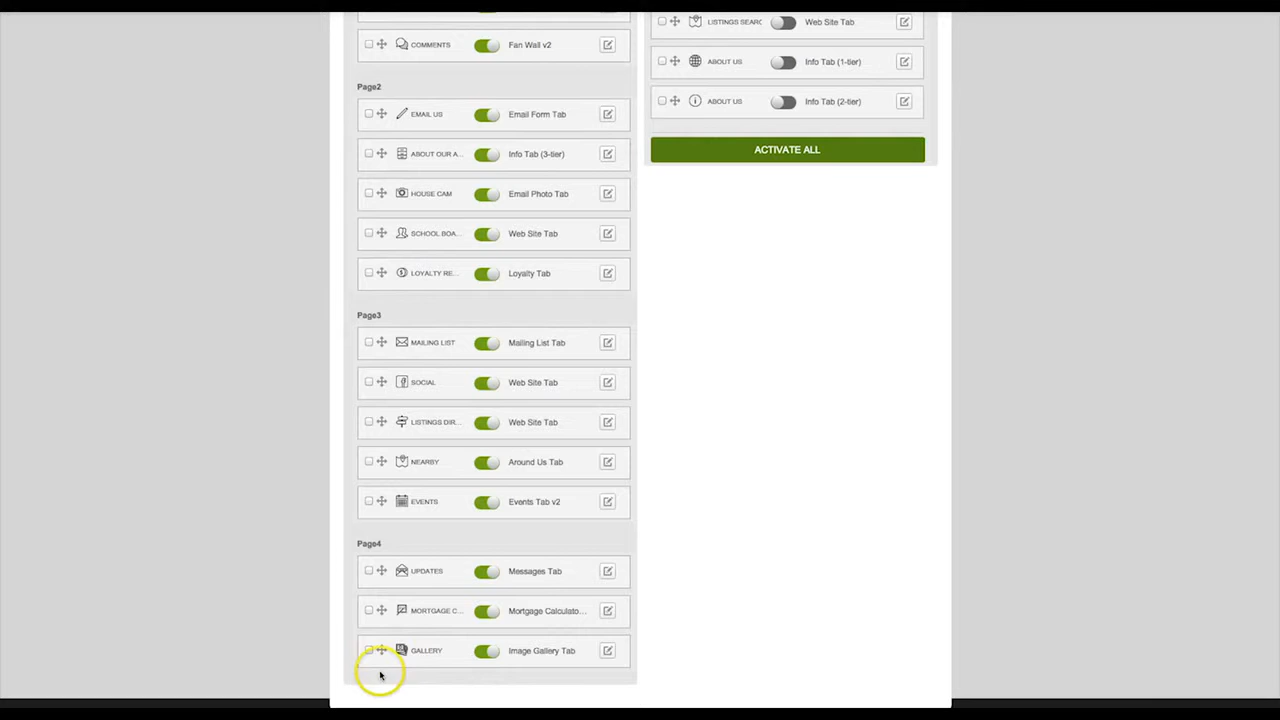 COMMENTS Fan Wall v2
Page2
EMAIL US Email Form Tab
ABOUT OUR A... Info Tab (3-tier)
HOUSE CAM Email Photo Tab
SCHOOL BOA... Web Site Tab
LOYALTY RE... Loyalty Tab
Page3
MAILING LIST Mailing List Tab
SOCIAL Web Site Tab
LISTINGS DIR... Web Site Tab
NEARBY Around Us Tab
EVENTS Events Tab v2
Page4
UPDATES Messages Tab
MORTGAGE C... Mortgage Calculato...
GALLERY Image Gallery Tab
LISTINGS SEARC Web Site Tab
ABOUT US Info Tab (1-tier)
ABOUT US Info Tab (2-tier)
ACTIVATE ALL